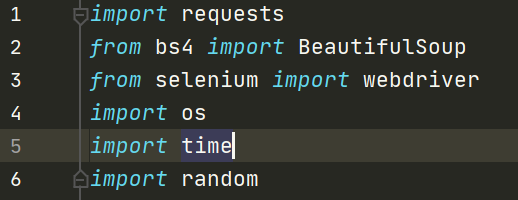 1 import requests
2 from bs4 import BeautifulSoup
3 from selenium import webdriver
4 import os
5 import time
6 import random